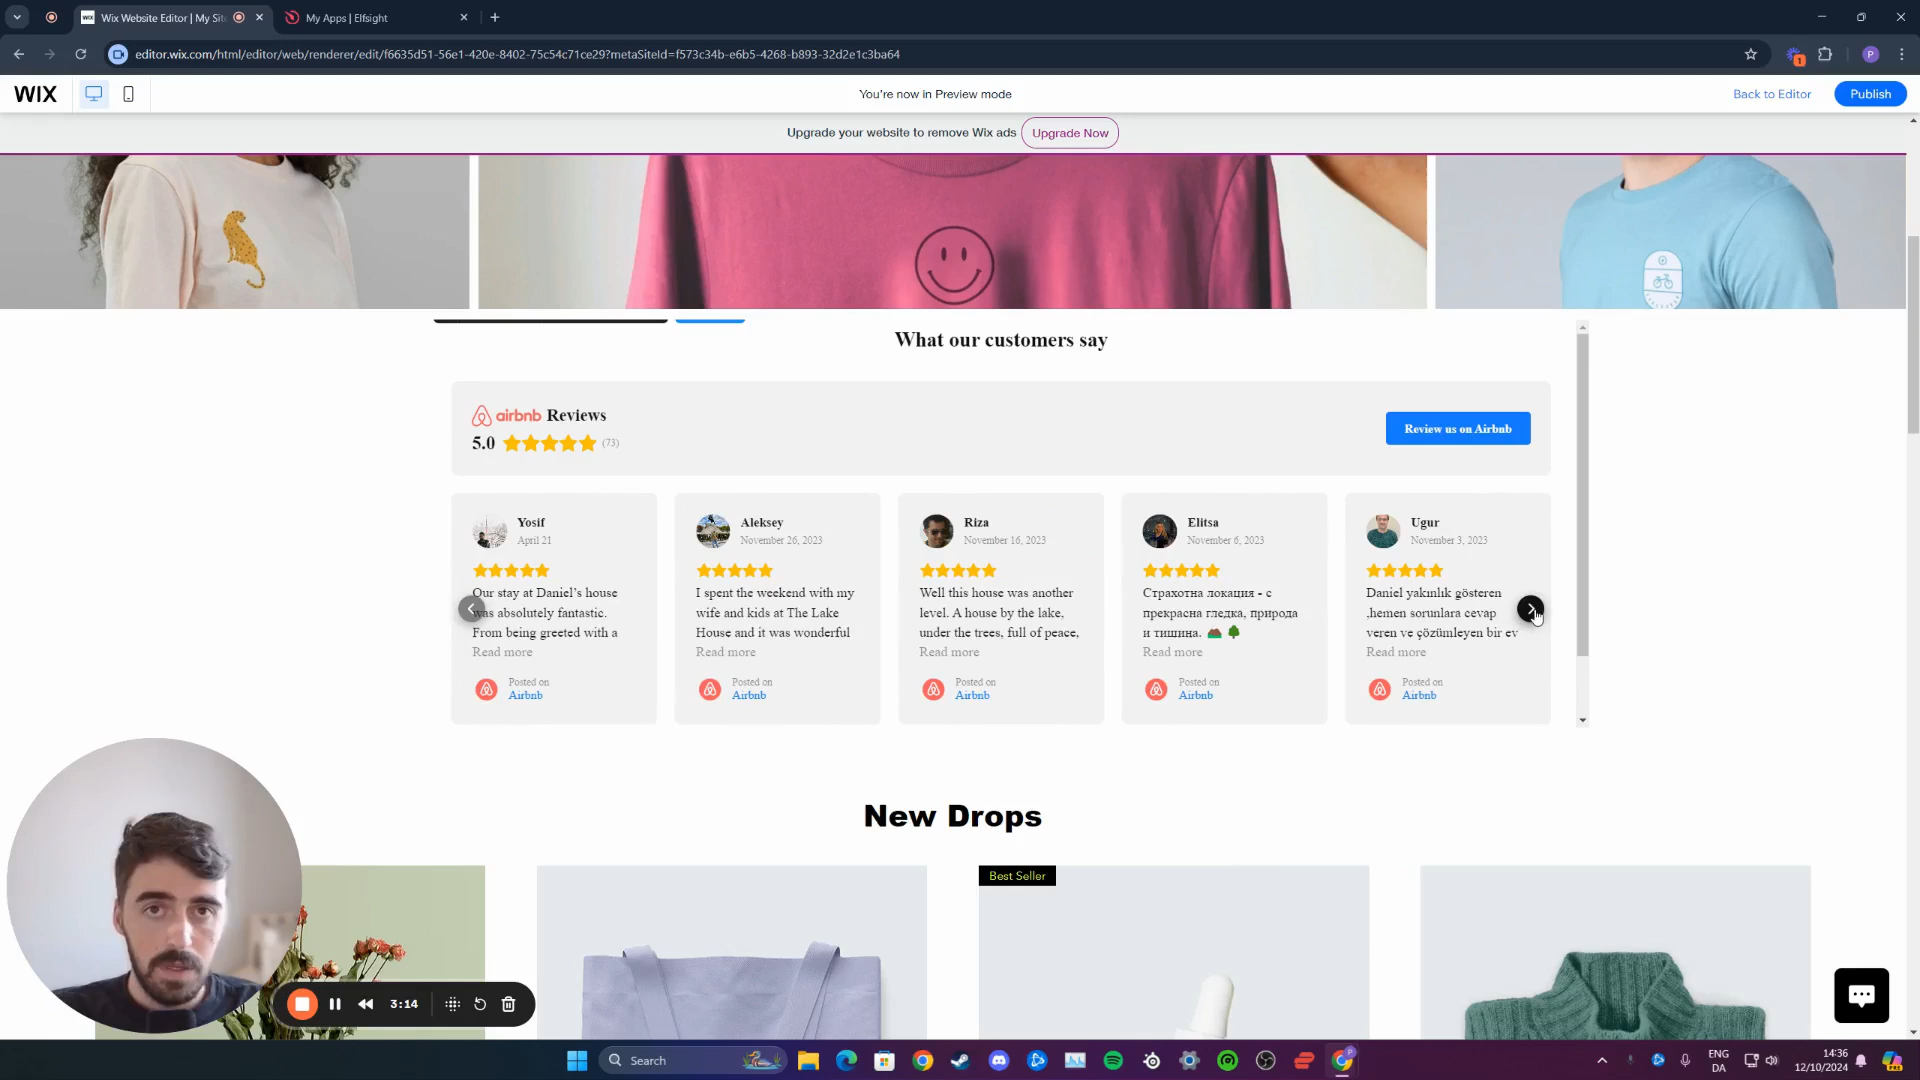 Wix Website Editor | My Sit
My Apps | Elfsight
editor.wix.com/html/editor/web/renderer/edit/f6635d51-56e1-420e-8402-75c54c71ce29?metaSiteId=f573c34b-e6b5-4268-b893-32d2e1c3ba64
P
1
WIX
You're now in Preview mode
Back to Editor
Publish
Upgrade your website to remove Wix ads
Upgrade Now
What our customers say
airbnb Reviews
5.0
(73)
Review us on Airbnb
Yosif
April 21
Our stay at Daniel's house
was absolutely fantastic.
From being greeted with a
Read more
Posted on
Airbnb
Aleksey
November 26, 2023
I spent the weekend with my
wife and kids at The Lake
House and it was wonderful
Read more
Posted on
Airbnb
Riza
November 16, 2023
Well this house was another
level. A house by the lake,
under the trees, full of peace,
Read more
Posted on
Airbnb
Elitsa
November 6, 2023
Страхотна локация - с
прекрасна гледка, природа
и тишина.
Read more
Posted on
Airbnb
Ugur
November 3, 2023
Daniel yakınlık gösteren
,hemen sorunlara cevap
veren ve çözümleyen bir ev
Read more
Posted on
Airbnb
New Drops
Best Seller
3:14
Search
ENG
DA
14:36
12/10/2024